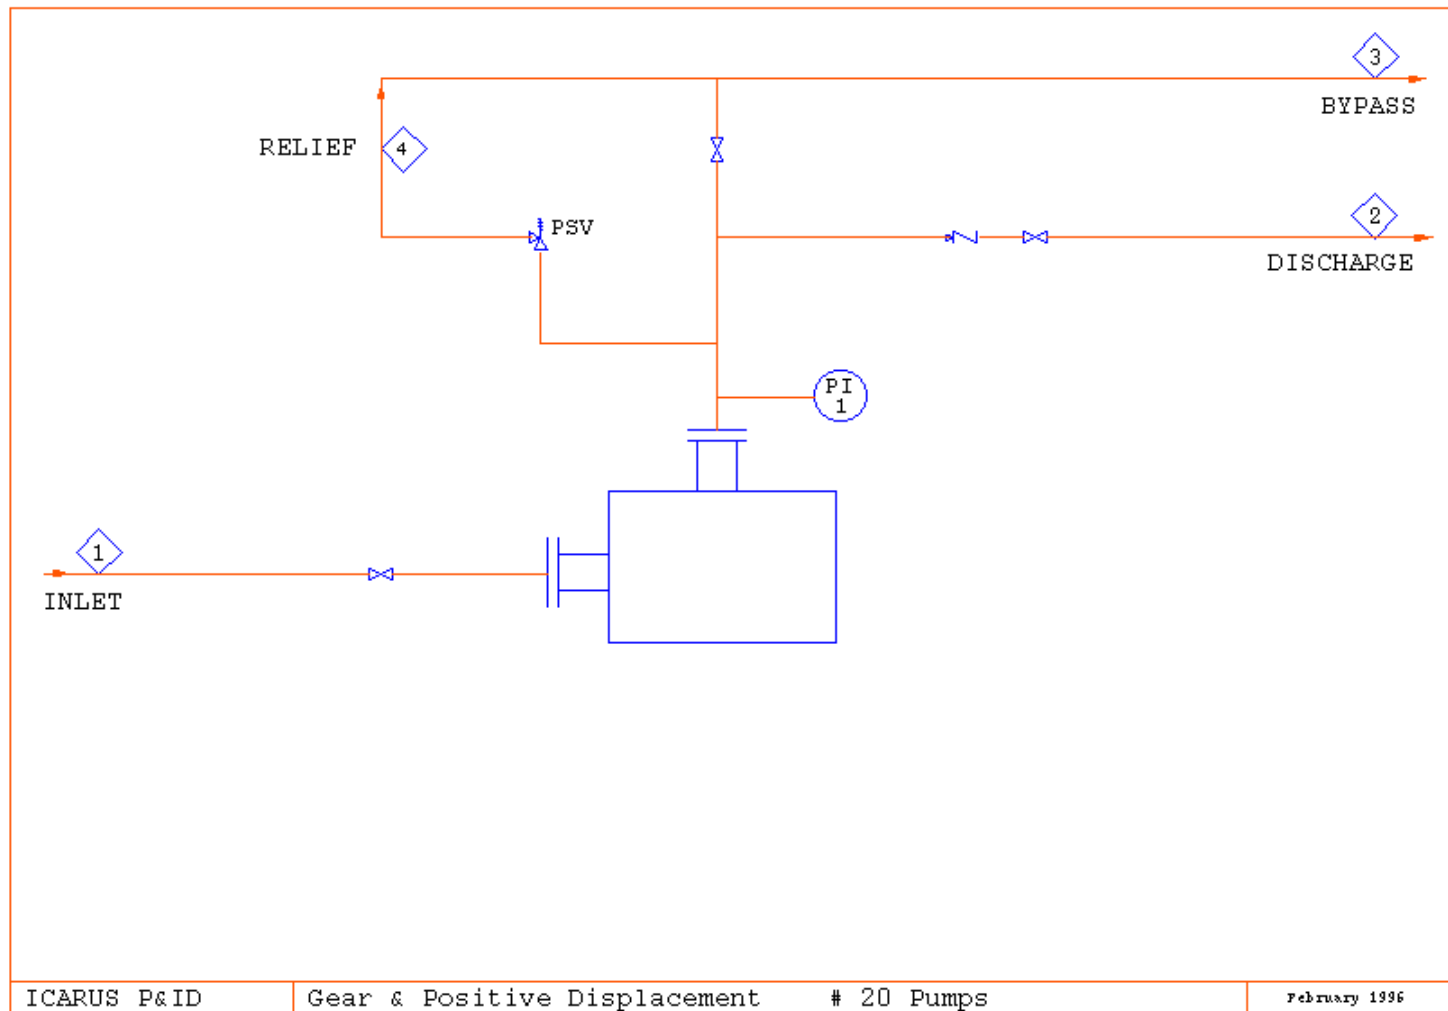 3
BYPASS
RELIEF
4
PSV
2
DISCHARGE
PI
1
1
INLET
ICARUS P&ID
Gear & Positive Displacement # 20 Pumps
February 1996